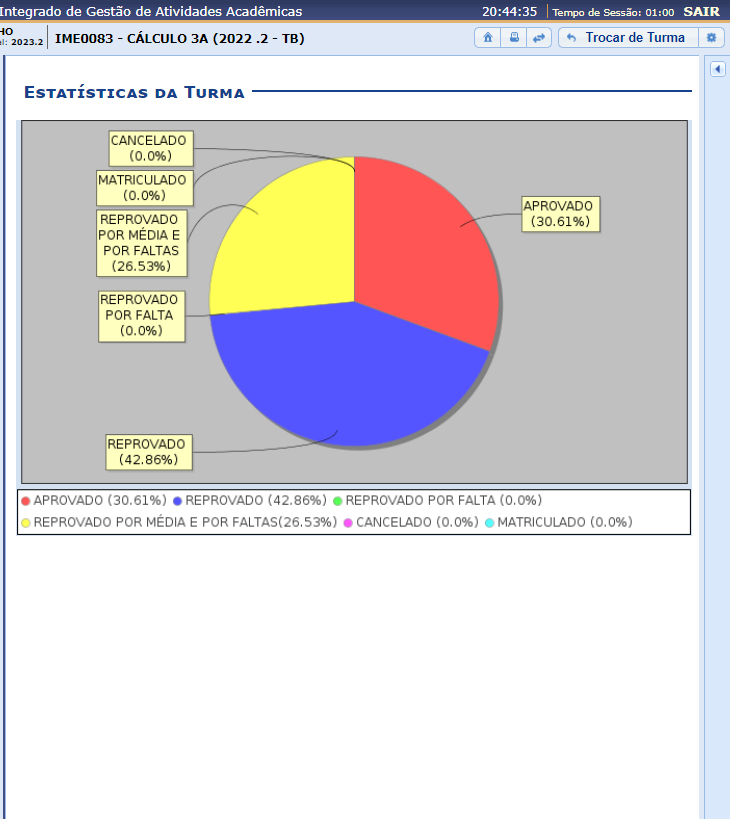 Integrado de Gestão de Atividades Acadêmicas
20:44:35
Tempo de Sessão: 01:00
SAIR
2023.2
IME0083 - CÁLCULO 3A (2022 .2 - TB)
Trocar de Turma
ESTATÍSTICAS DA TURMA
CANCELADO
(0.0%)
MATRICULADO
(0.0%)
REPROVADO
POR MÉDIA E
POR FALTAS
(26.53%)
REPROVADO
POR FALTA
(0.0%)
REPROVADO
(42.86%)
APROVADO
(30.61%)
APROVADO (30.61%) REPROVADO (42.86%) REPROVADO POR FALTA (0.0%)
REPROVADO POR MÉDIA E POR FALTAS(26.53%) CANCELADO (0.0%) MATRICULADO (0.0%)